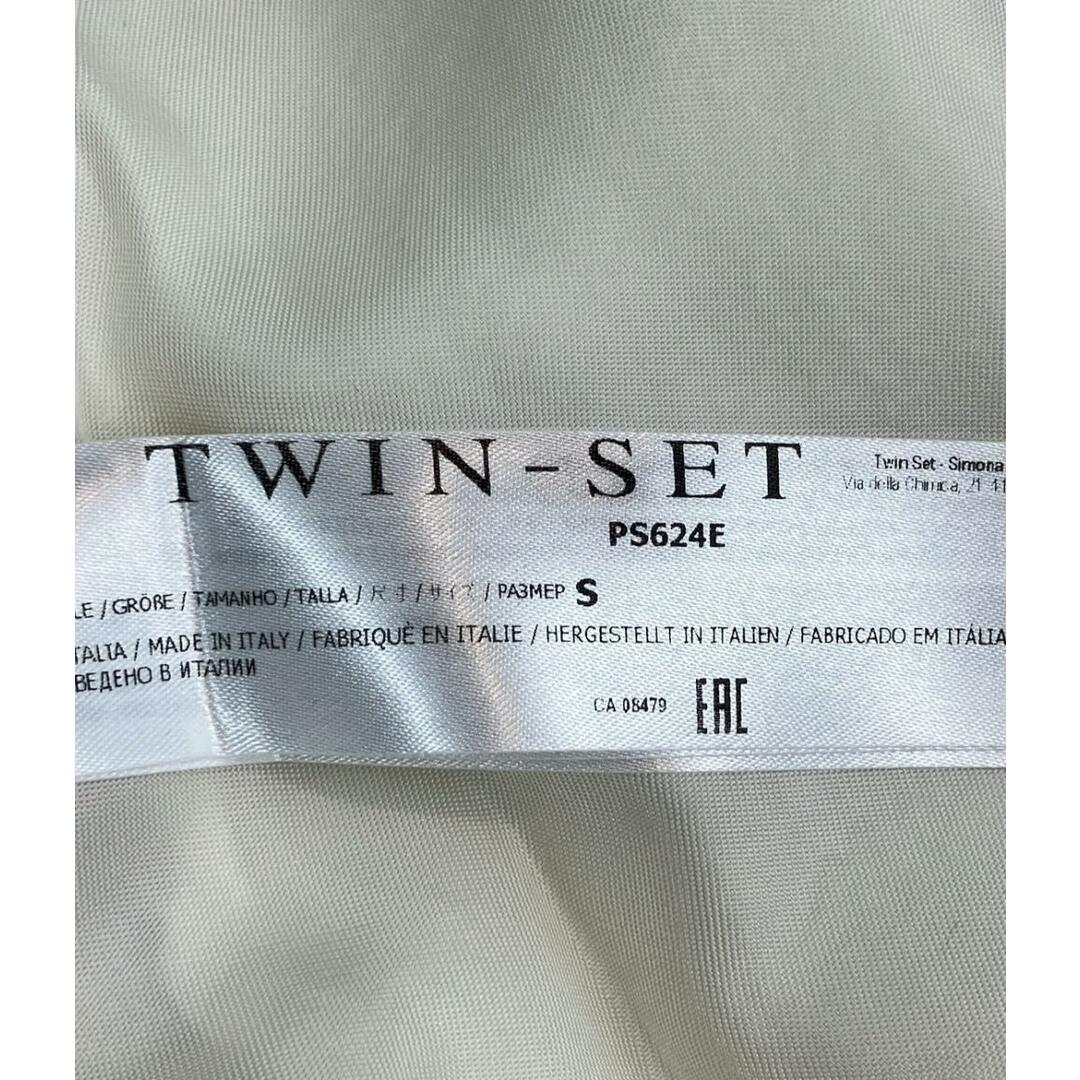 TWIN-SET
Twin Set - Simona
Via della Chimica, 21 41
PS624E
LE / GRÖßE / TAMANHO / TALLA / 尺寸 / サイズ / РАЗМЕР S
TALIA / MADE IN ITALY / FABRIQUÈ EN ITALIE / HERGESTELLT IN ITALIEN / FABRICADO EM ITÁLIA
ВЕДЕНО В ИТАЛИИ
CA 08479 EAC